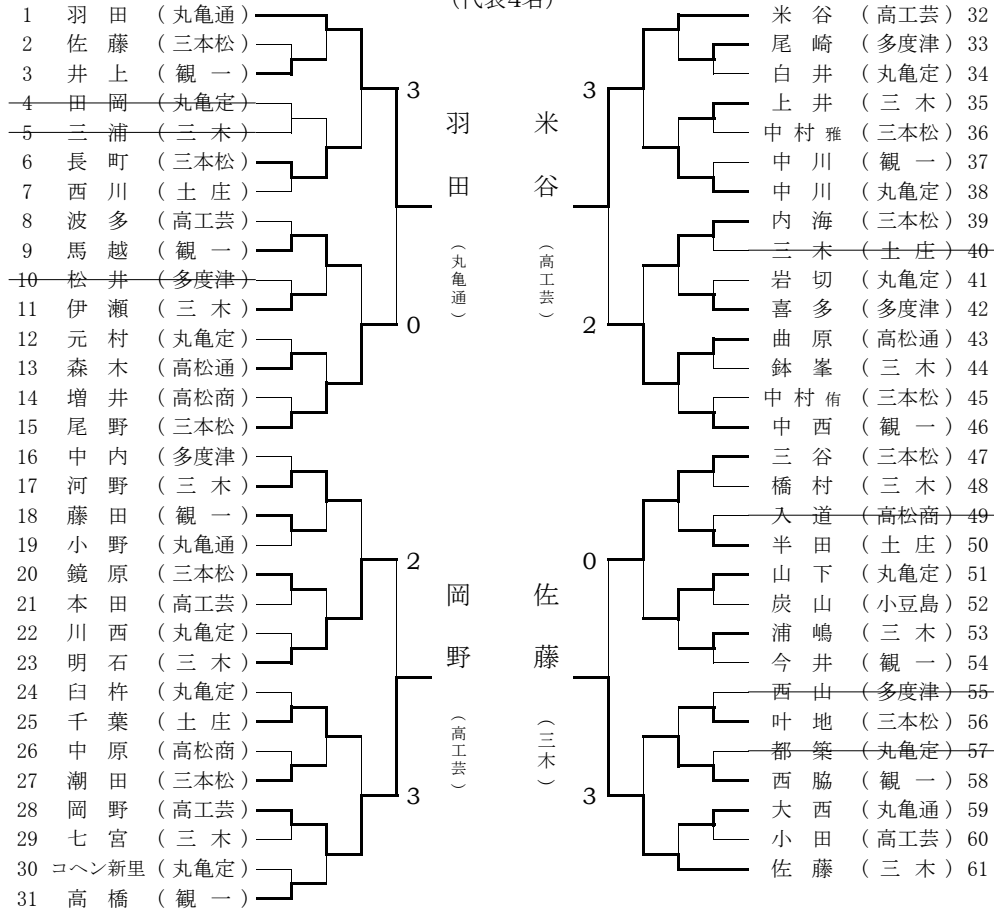 (代表4名)
1 羽田 (丸亀通)
2 佐藤 (三本松)
3 井上 (観一)
4 田岡 (丸亀定)
5 三浦 (三木)
6 長町 (三本松)
7 西川 (土庄)
8 波多 (高工芸)
9 馬越 (観一)
10 松井 (多度津)
11 伊瀬 (三木)
12 元村 (丸亀定)
13 森木 (高松通)
14 増井 (高松商)
15 尾野 (三本松)
16 中内 (多度津)
17 河野 (三木)
18 藤田 (観一)
19 小野 (丸亀通)
20 鏡原 (三本松)
21 本田 (高工芸)
22 川西 (丸亀定)
23 明石 (三木)
24 臼杵 (丸亀定)
25 千葉 (土庄)
26 中原 (高松商)
27 潮田 (三本松)
28 岡野 (高工芸)
29 七宮 (三木)
30 コヘン新里 (丸亀定)
31 高橋 (観一)
3
0
2
3
羽田 (丸亀通)
岡野 (高工芸)
米谷 (高工芸)
佐藤 (三木)
3
2
0
3
米谷 (高工芸) 32
尾崎 (多度津) 33
白井 (丸亀定) 34
上井 (三木) 35
中村雅 (三本松) 36
中川 (観一) 37
中川 (丸亀定) 38
内海 (三本松) 39
三木 (土庄) 40
岩切 (丸亀定) 41
喜多 (多度津) 42
曲原 (高松通) 43
鉢峯 (三木) 44
中村侑 (三本松) 45
中西 (観一) 46
三谷 (三本松) 47
橋村 (三木) 48
入道 (高松商) 49
半田 (土庄) 50
山下 (丸亀定) 51
炭山 (小豆島) 52
浦嶋 (三木) 53
今井 (観一) 54
西山 (多度津) 55
叶地 (三本松) 56
都築 (丸亀定) 57
西脇 (観一) 58
大西 (丸亀通) 59
小田 (高工芸) 60
佐藤 (三木) 61